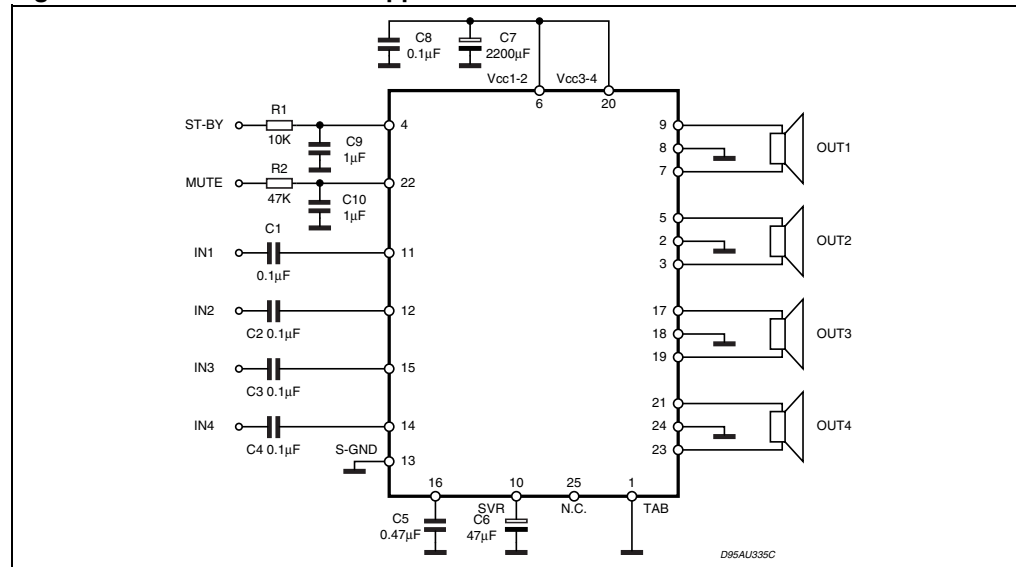 C8
0.1µF
C7
2200µF
Vcc1-2
Vcc3-4
6
20
ST-BY
R1
10K
C9
1µF
4
MUTE
R2
47K
C10
1µF
22
IN1
C1
0.1µF
11
IN2
C2 0.1µF
12
IN3
C3 0.1µF
15
IN4
C4 0.1µF
14
S-GND
13
9
8
7
OUT1
5
2
3
OUT2
17
18
19
OUT3
21
24
23
OUT4
16
10
25
1
SVR
N.C.
TAB
C5
0.47µF
C6
47µF
D95AU335C